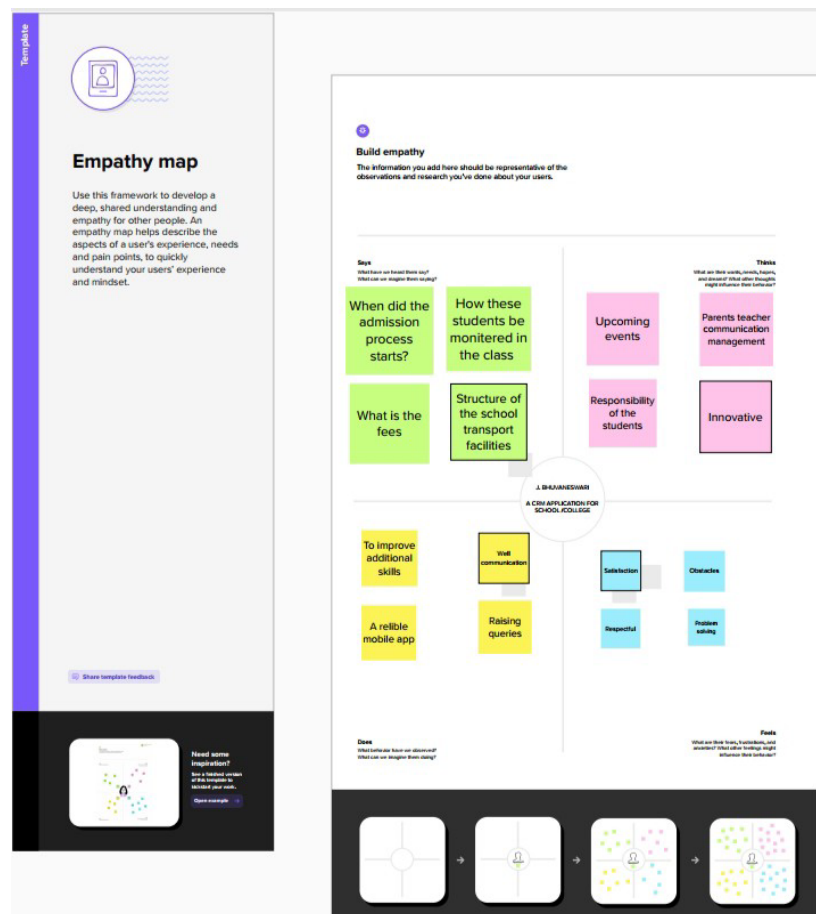 Template
Empathy map
Use this framework to develop a
deep, shared understanding and
empathy for other people. An
empathy map helps describe the
aspects of a user's experience, needs
and pain points, to quickly
understand your users' experience
and mindset.
Share template feedback
Need some
inspiration?
See a finished version
of this template to
kickstart your work.
Open example
Build empathy
The information you add here should be representative of the
observations and research you've done about your users.
Says
What have we heard them say?
What can we imagine them saying?
Thinks
What are their wants, needs, hopes,
and dreams? What other thoughts
might influence their behavior?
When did the
admission
process
starts?
How these
students be
monitered in
the class
What is the
fees
Structure of
the school
transport
facilities
Upcoming
events
Parents teacher
communication
management
Responsibility
of the
students
Innovative
J. BHUVANESWARI
A CRM APPLICATION FOR
SCHOOL /COLLEGE
To improve
additional
skills
Well
communication
A relible
mobile app
Raising
queries
Satisfaction
Obstacles
Respectful
Problem
solving
Does
What behavior have we observed?
What can we imagine them doing?
Feels
What are their fears, frustrations, and
anxieties? What other feelings might
influence their behavior?